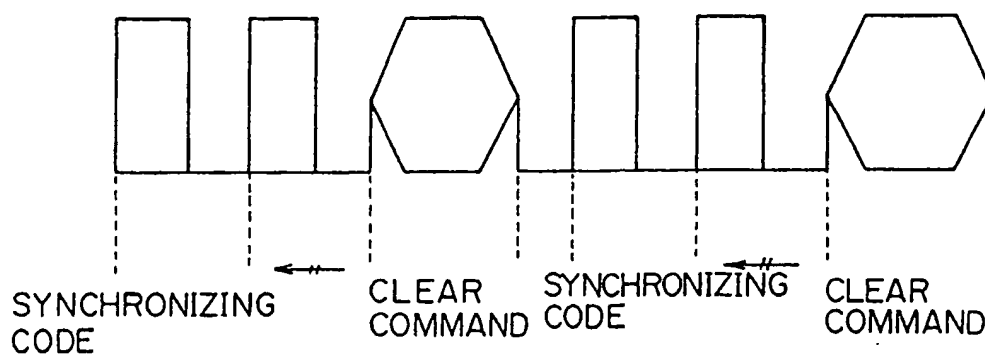 SYNCHRONIZING
CODE
CLEAR
COMMAND
SYNCHRONIZING
CODE
CLEAR
COMMAND